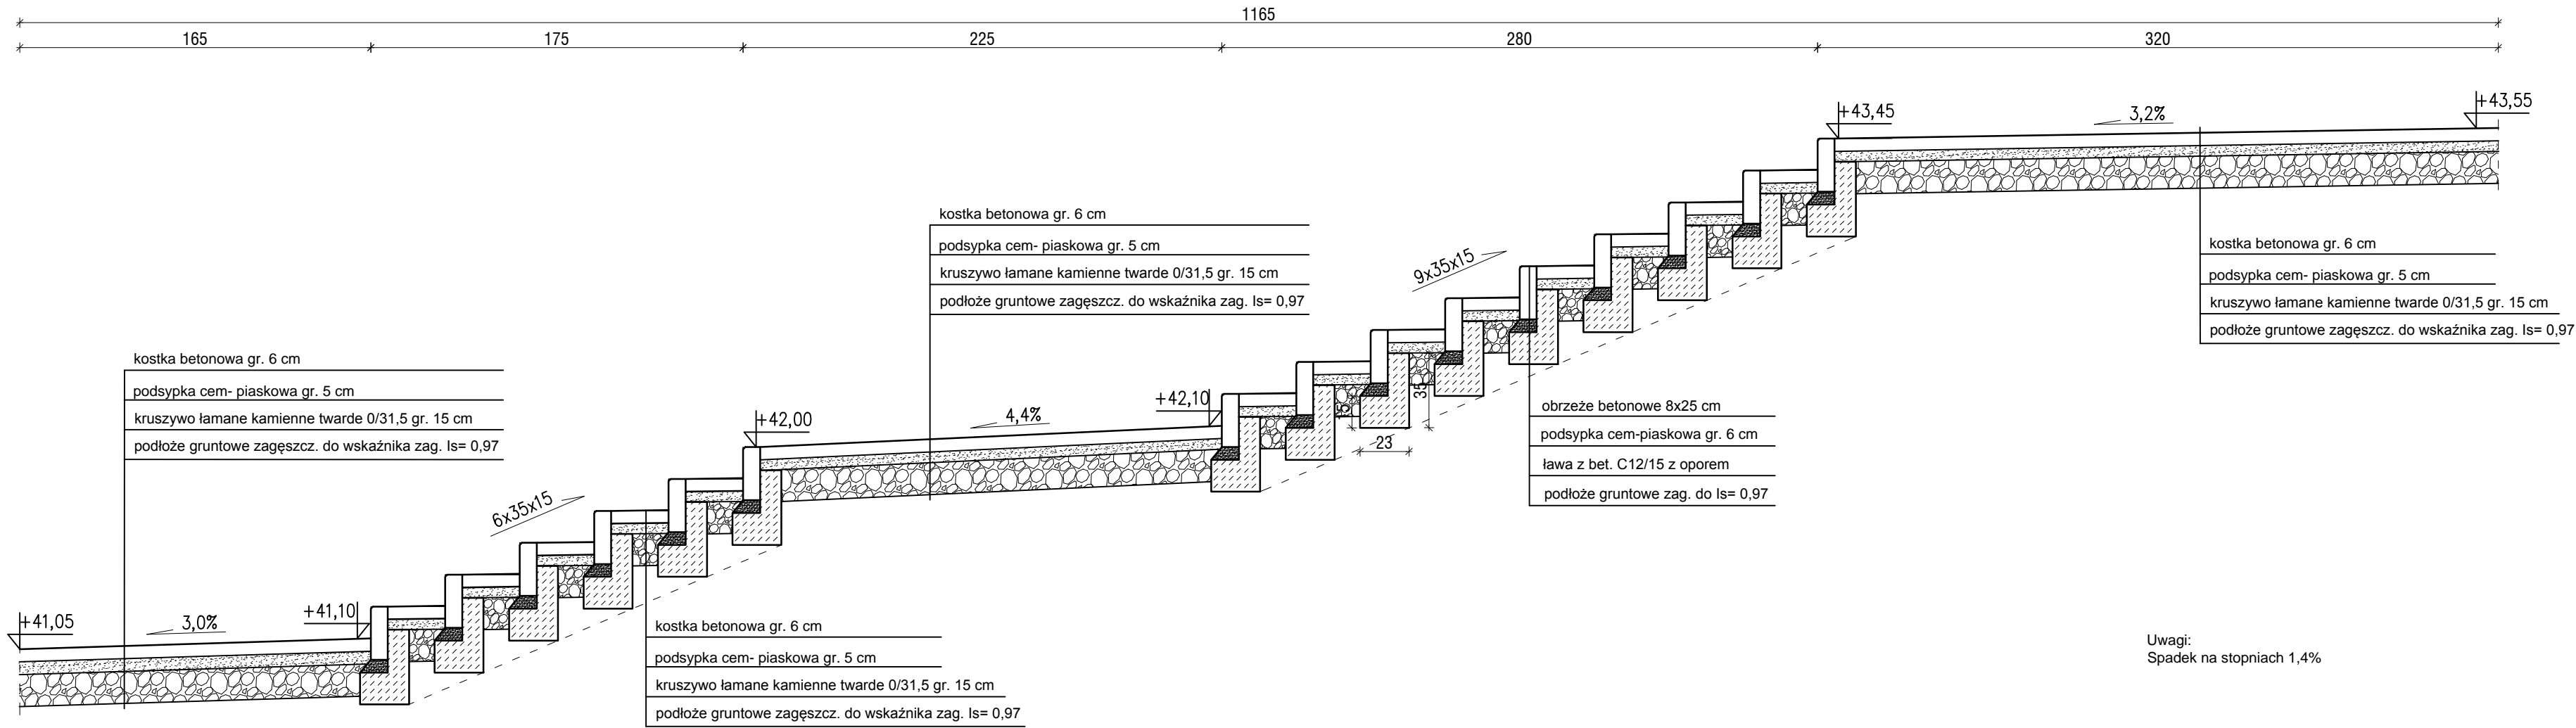 1165
165
175
225
280
320
+43,55
+43,45
3,2%
kostka betonowa gr. 6 cm
podsypka cem- piaskowa gr. 5 cm
kruszywo łamane kamienne twarde 0/31,5 gr. 15 cm
podłoże gruntowe zagęszcz. do wskaźnika zag. Is= 0,97
kostka betonowa gr. 6 cm
podsypka cem- piaskowa gr. 5 cm
kruszywo łamane kamienne twarde 0/31,5 gr. 15 cm
podłoże gruntowe zagęszcz. do wskaźnika zag. Is= 0,97
9x35x15
kostka betonowa gr. 6 cm
podsypka cem- piaskowa gr. 5 cm
kruszywo łamane kamienne twarde 0/31,5 gr. 15 cm
podłoże gruntowe zagęszcz. do wskaźnika zag. Is= 0,97
+42,00
4,4%
+42,10
35
23
obrzeże betonowe 8x25 cm
podsypka cem-piaskowa gr. 6 cm
ława z bet. C12/15 z oporem
podłoże gruntowe zag. do Is= 0,97
6x35x15
+41,05
3,0%
+41,10
kostka betonowa gr. 6 cm
podsypka cem- piaskowa gr. 5 cm
kruszywo łamane kamienne twarde 0/31,5 gr. 15 cm
podłoże gruntowe zagęszcz. do wskaźnika zag. Is= 0,97
Uwagi:
Spadek na stopniach 1,4%